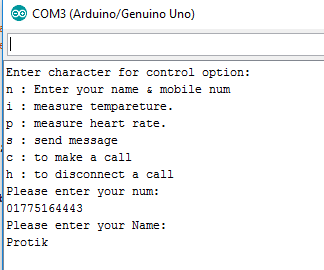 COM3 (Arduino/Genuino Uno)
Enter character for control option:
n : Enter your name & mobile num
i : measure tempareture.
p : measure heart rate.
s : send message
c : to make a call
h : to disconnect a call
Please enter your num:
01775164443
Please enter your Name:
Protik